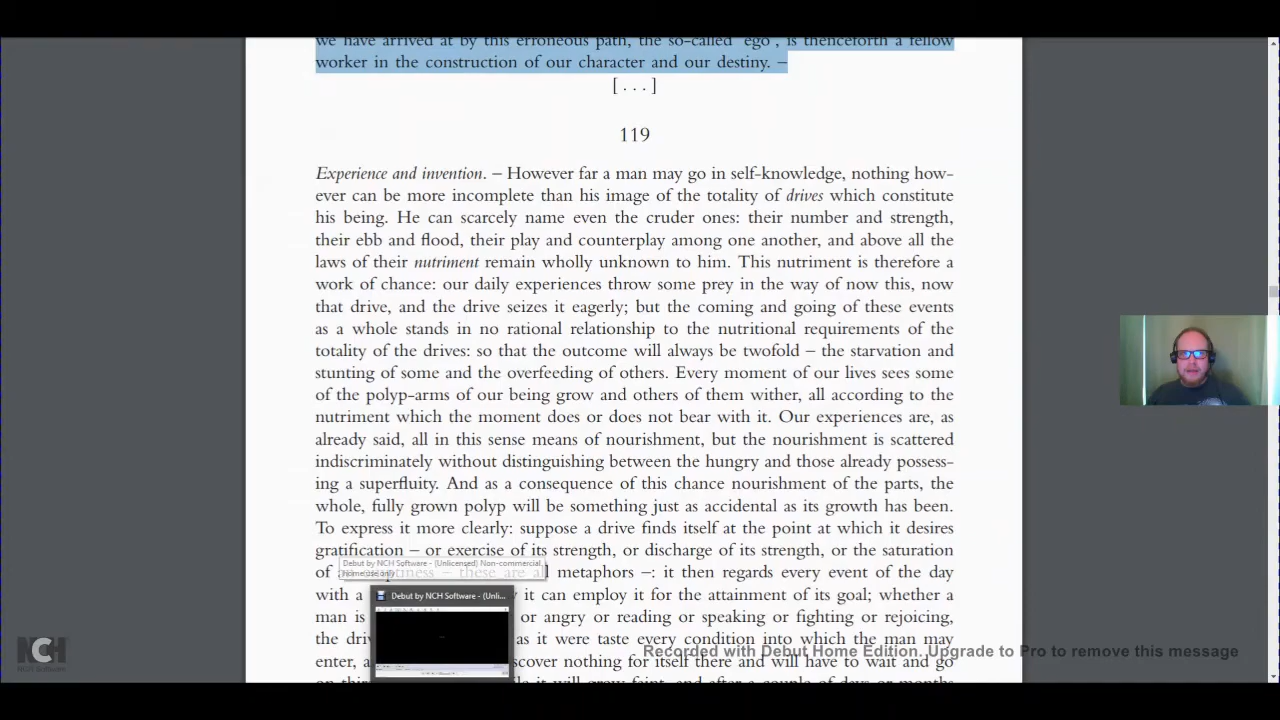 we have arrived at by this erroneous path, the so-called 'ego', is thenceforth a fellow
worker in the construction of our character and our destiny. –
[ . . . ]
119
Experience and invention. – However far a man may go in self-knowledge, nothing how-
ever can be more incomplete than his image of the totality of drives which constitute
his being. He can scarcely name even the cruder ones: their number and strength,
their ebb and flood, their play and counterplay among one another, and above all the
laws of their nutriment remain wholly unknown to him. This nutriment is therefore a
work of chance: our daily experiences throw some prey in the way of now this, now
that drive, and the drive seizes it eagerly; but the coming and going of these events
as a whole stands in no rational relationship to the nutritional requirements of the
totality of the drives: so that the outcome will always be twofold – the starvation and
stunting of some and the overfeeding of others. Every moment of our lives sees some
of the polyp-arms of our being grow and others of them wither, all according to the
nutriment which the moment does or does not bear with it. Our experiences are, as
already said, all in this sense means of nourishment, but the nourishment is scattered
indiscriminately without distinguishing between the hungry and those already possess-
ing a superfluity. And as a consequence of this chance nourishment of the parts, the
whole, fully grown polyp will be something just as accidental as its growth has been.
To express it more clearly: suppose a drive finds itself at the point at which it desires
gratification – or exercise of its strength, or discharge of its strength, or the saturation
Debut by NCH Software - (Unlicensed) Non-commercial
home use only
of emptiness – these are all metaphors –: it then regards every event of the day
Debut by NCH Software - (Unli...
with a it can employ it for the attainment of its goal; whether a
man is or angry or reading or speaking or fighting or rejoicing,
the as it were taste every condition into which the man may
enter, discover nothing for itself there and will have to wait and go
it will grow faint, and after a couple of days or months
NCH
NCH Software
Recorded with Debut Home Edition. Upgrade to Pro to remove this message